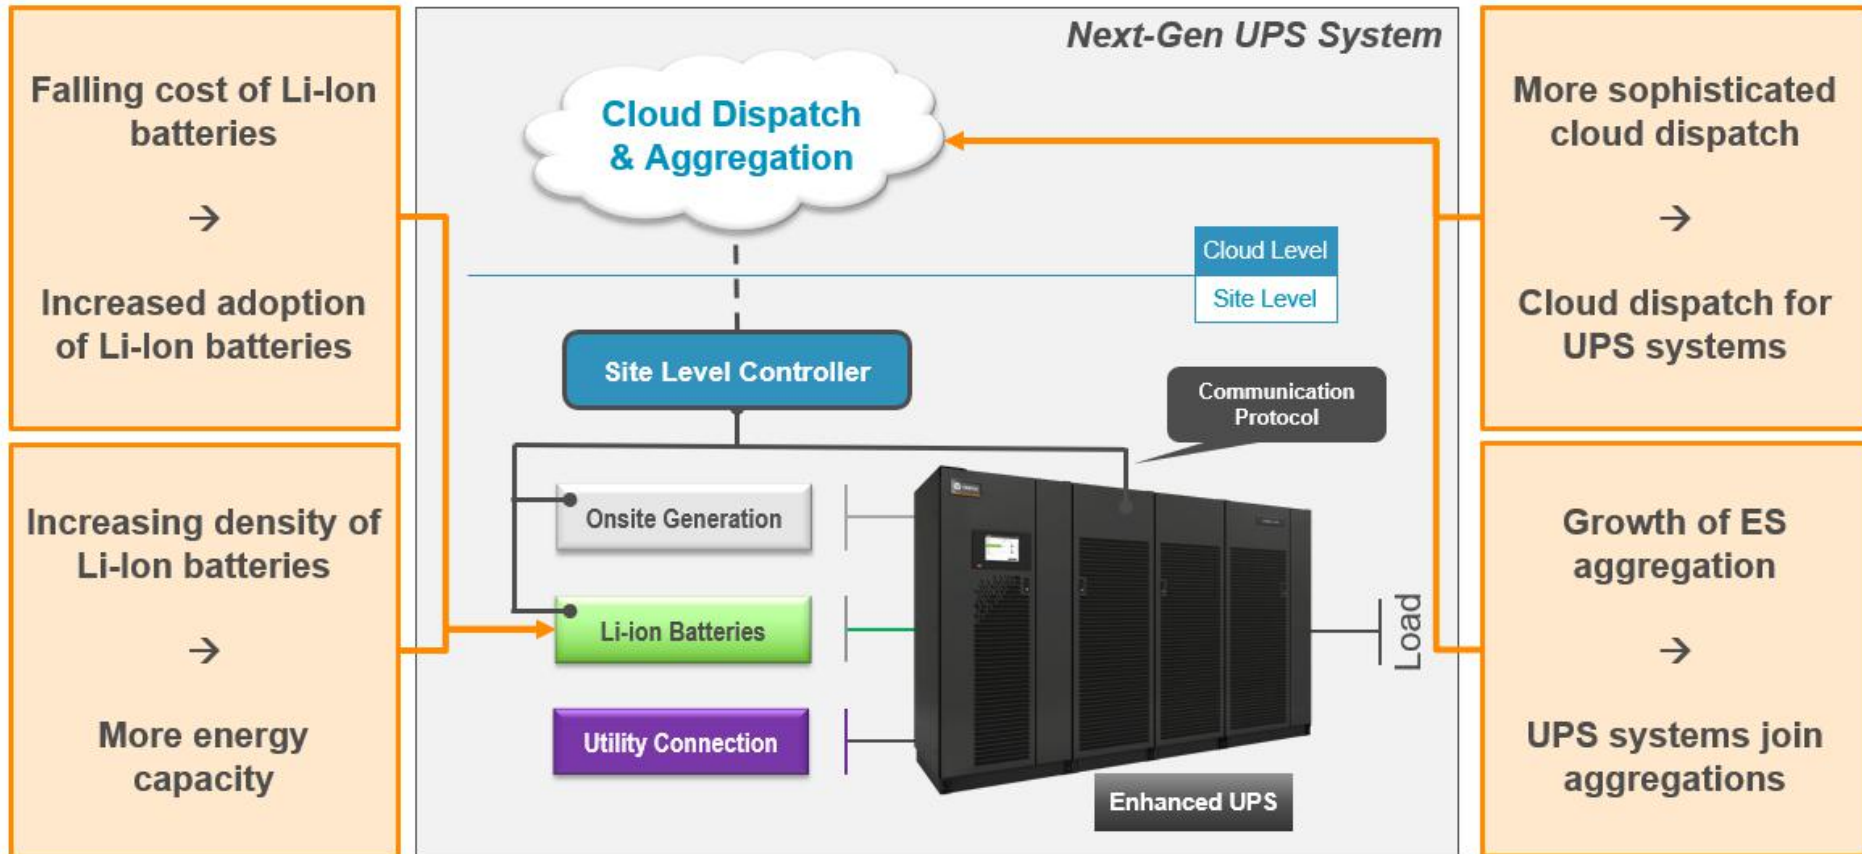 Falling cost of Li-Ion
batteries
→
Increased adoption
of Li-Ion batteries
Increasing density of
Li-Ion batteries
→
More energy
capacity
Next-Gen UPS System
Cloud Dispatch
& Aggregation
Cloud Level
Site Level
Site Level Controller
Communication
Protocol
Onsite Generation
Li-ion Batteries
Utility Connection
Load
Enhanced UPS
More sophisticated
cloud dispatch
→
Cloud dispatch for
UPS systems
Growth of ES
aggregation
→
UPS systems join
aggregations